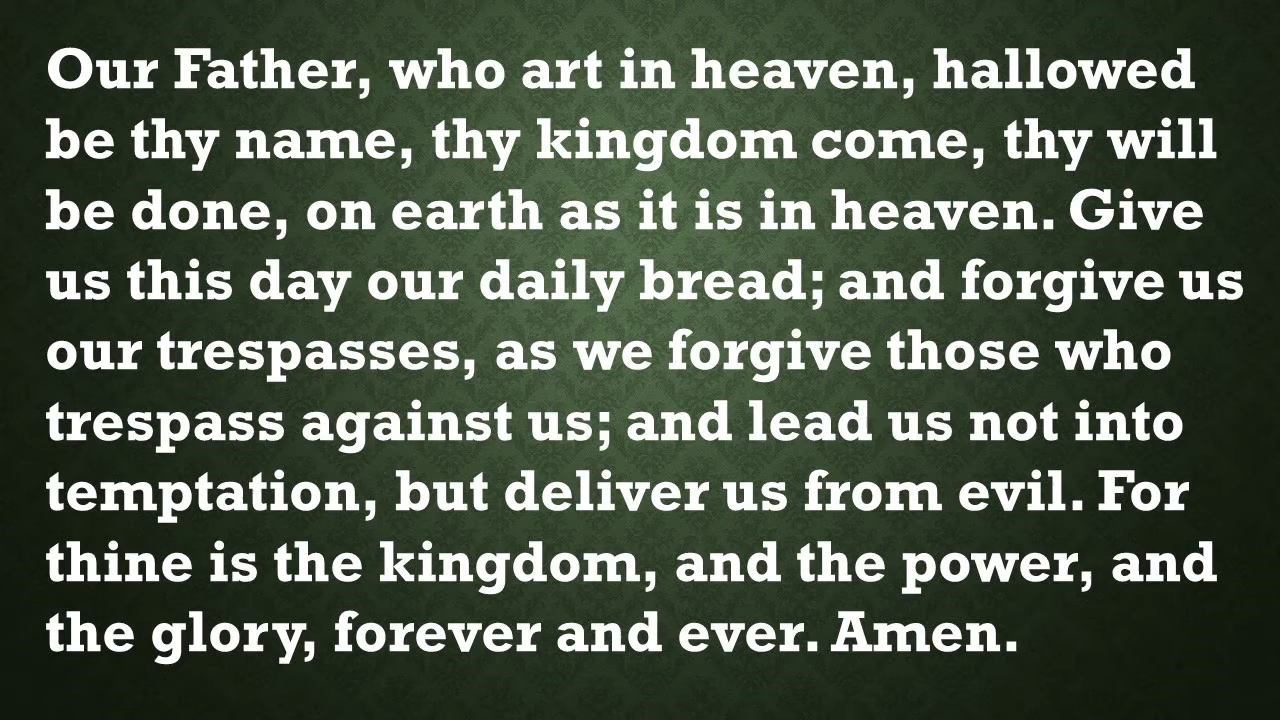 Our Father, who art in heaven, hallowed
be thy name, thy kingdom come, thy will
be done, on earth as it is in heaven. Give
us this day our daily bread; and forgive us
our trespasses, as we forgive those who
trespass against us; and lead us not into
temptation, but deliver us from evil. For
thine is the kingdom, and the power, and
the glory, forever and ever. Amen.